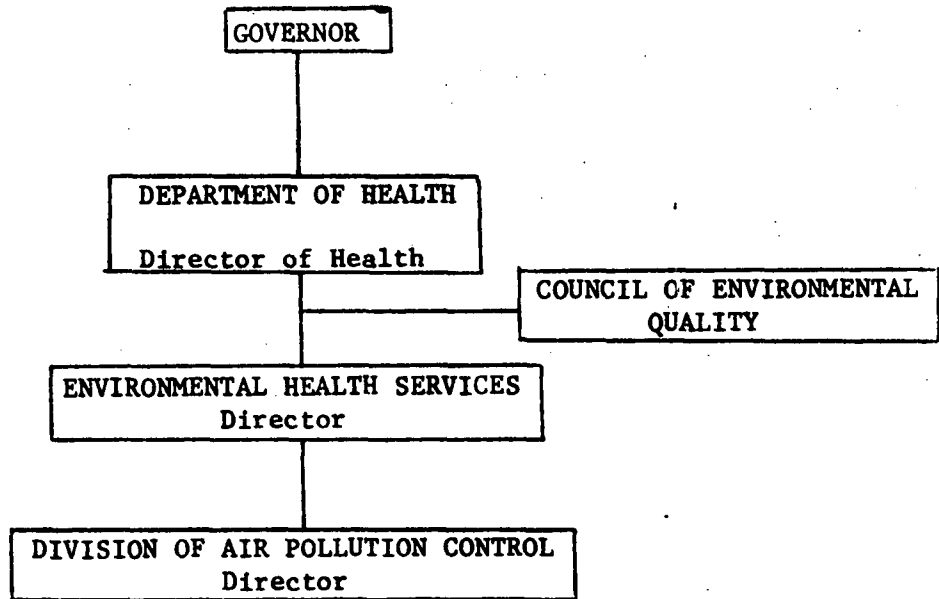 GOVERNOR
DEPARTMENT OF HEALTH
Director of Health
COUNCIL OF ENVIRONMENTAL
QUALITY
ENVIRONMENTAL HEALTH SERVICES
Director
DIVISION OF AIR POLLUTION CONTROL
Director